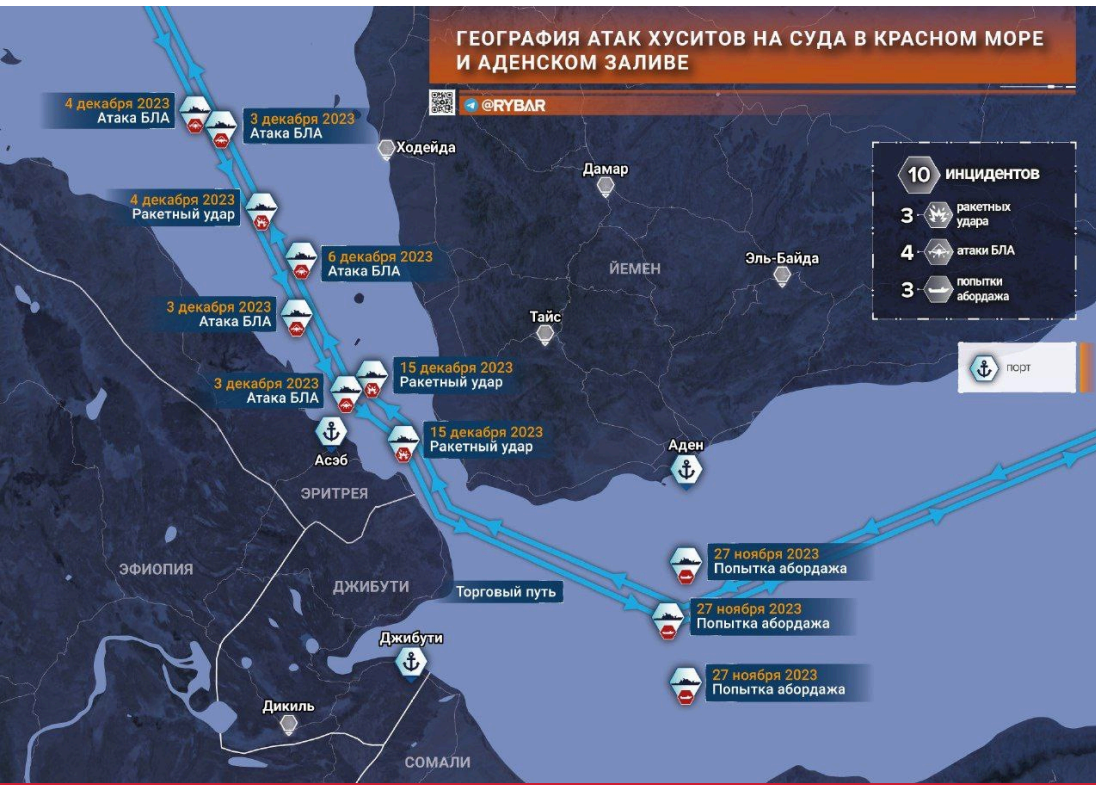 ГЕОГРАФИЯ АТАК ХУСИТОВ НА СУДА В КРАСНОМ МОРЕ
И АДЕНСКОМ ЗАЛИВЕ
@RYBAR
4 декабря 2023
Атака БЛА
3 декабря 2023
Атака БЛА
Ходейда
Дамар
10 ИНЦИДЕНТОВ
3 ракетных
удара
4 атаки БЛА
3 попытки
абордажа
4 декабря 2023
Ракетный удар
6 декабря 2023
Атака БЛА
ЙЕМЕН
Эль-Байда
3 декабря 2023
Атака БЛА
Тайс
порт
15 декабря 2023
Ракетный удар
3 декабря 2023
Атака БЛА
15 декабря 2023
Ракетный удар
Асэб
Аден
ЭРИТРЕЯ
ЭФИОПИЯ
ДЖИБУТИ
Торговый путь
27 ноября 2023
Попытка абордажа
27 ноября 2023
Попытка абордажа
Джибути
27 ноября 2023
Попытка абордажа
Дикиль
СОМАЛИ